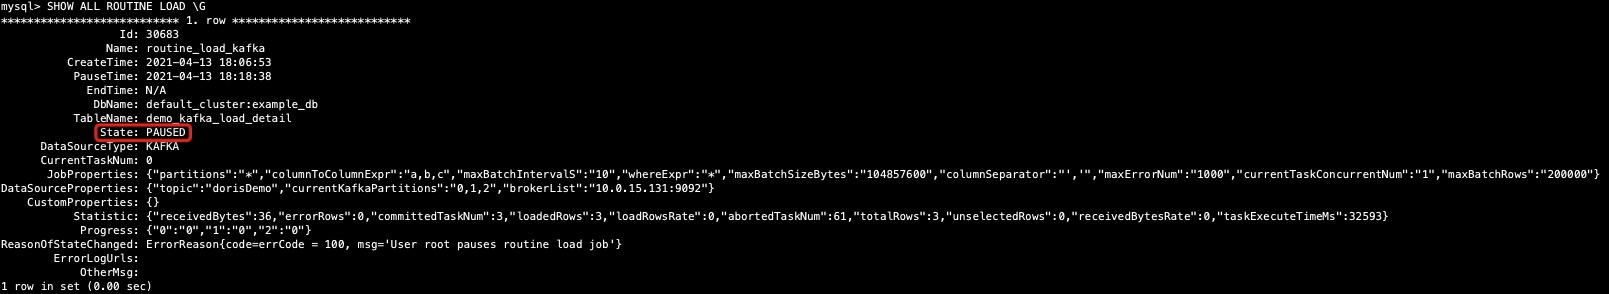 mysql> SHOW ALL ROUTINE LOAD \G
*************************** 1. row ***************************
Id: 30683
Name: routine_load_kafka
CreateTime: 2021-04-13 18:06:53
PauseTime: 2021-04-13 18:18:38
EndTime: N/A
DbName: default_cluster:example_db
TableName: demo_kafka_load_detail
State: PAUSED
DataSourceType: KAFKA
CurrentTaskNum: 0
JobProperties: {"partitions":"*","columnToColumnExpr":"a,b,c","maxBatchIntervalS":"10","whereExpr":"*","maxBatchSizeBytes":"104857600","columnSeparator":"','","maxErrorNum":"1000","currentTaskConcurrentNum":"1","maxBatchRows":"200000"}
DataSourceProperties: {"topic":"dorisDemo","currentKafkaPartitions":"0,1,2","brokerList":"10.0.15.131:9092"}
CustomProperties: {}
Statistic: {"receivedBytes":36,"errorRows":0,"committedTaskNum":3,"loadedRows":3,"loadRowsRate":0,"abortedTaskNum":61,"totalRows":3,"unselectedRows":0,"receivedBytesRate":0,"taskExecuteTimeMs":32593}
Progress: {"0":"0","1":"0","2":"0"}
ReasonOfStateChanged: ErrorReason{code=errCode = 100, msg='User root pauses routine load job'}
ErrorLogUrls:
OtherMsg:
1 row in set (0.00 sec)